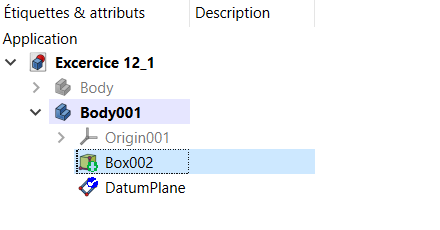 Étiquettes & attributs Description
Application
Excercice 12_1
Body
Body001
Origin001
Box002
DatumPlane